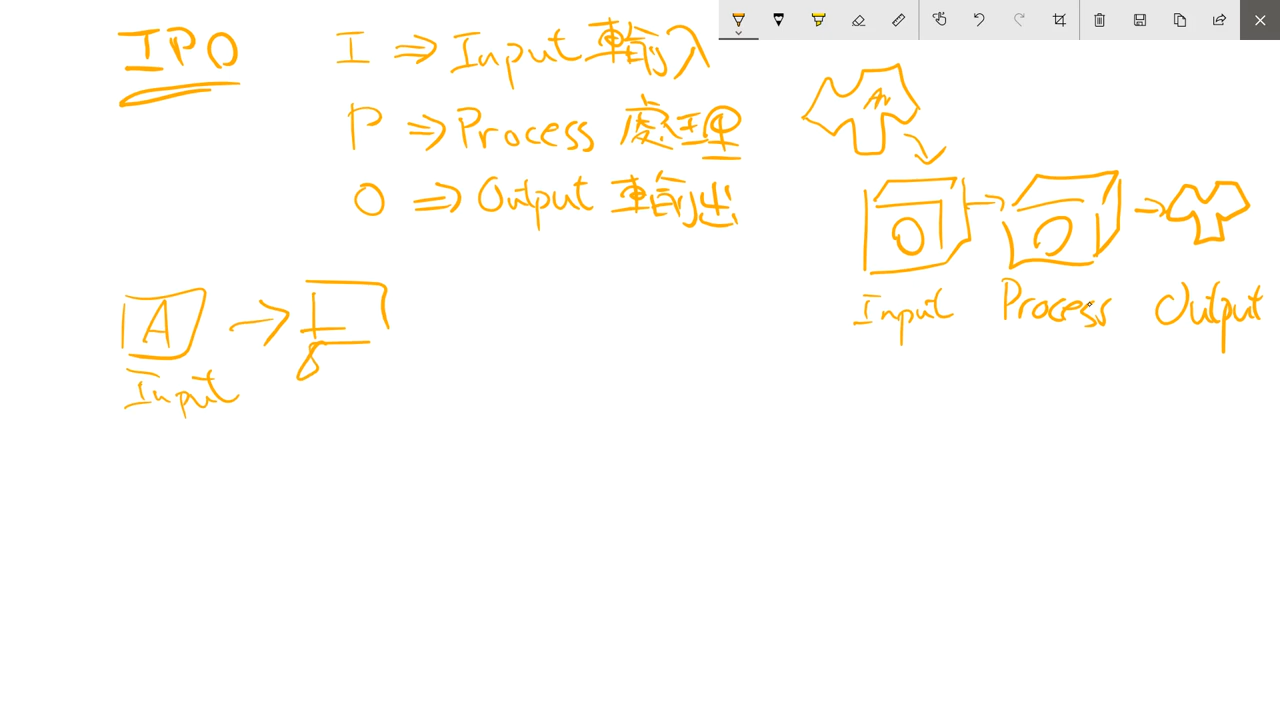 IPO
I ⇒ Input 輸入
P ⇒ Process 處理
O ⇒ Output 輸出
Input Process Output
A
Input